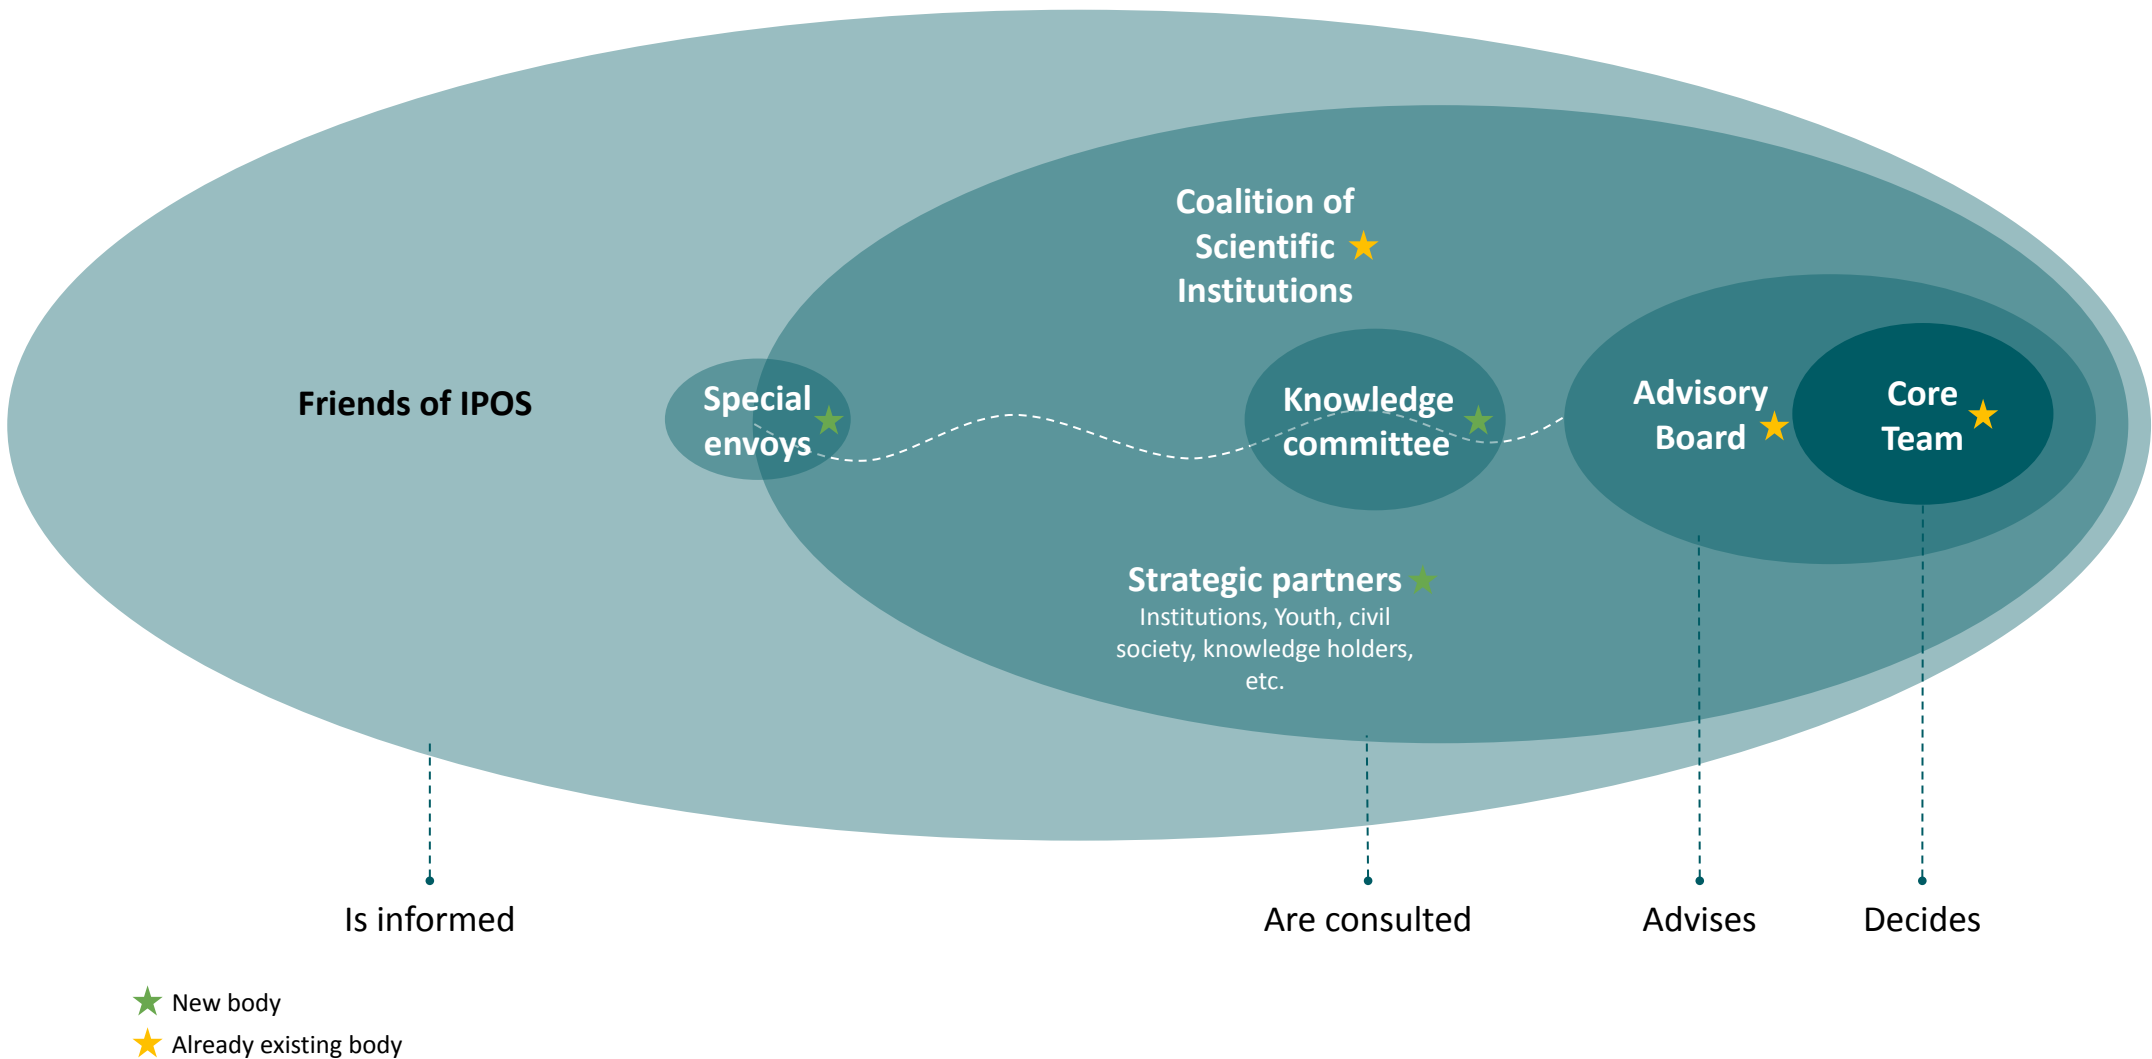 Coalition of
Scientific
Institutions
Friends of IPOS
Special
envoys
Knowledge
committee
Advisory
Board
Core
Team
Strategic partners
Institutions, Youth, civil
society, knowledge holders,
etc.
Is informed
Are consulted
Advises
Decides
New body
Already existing body